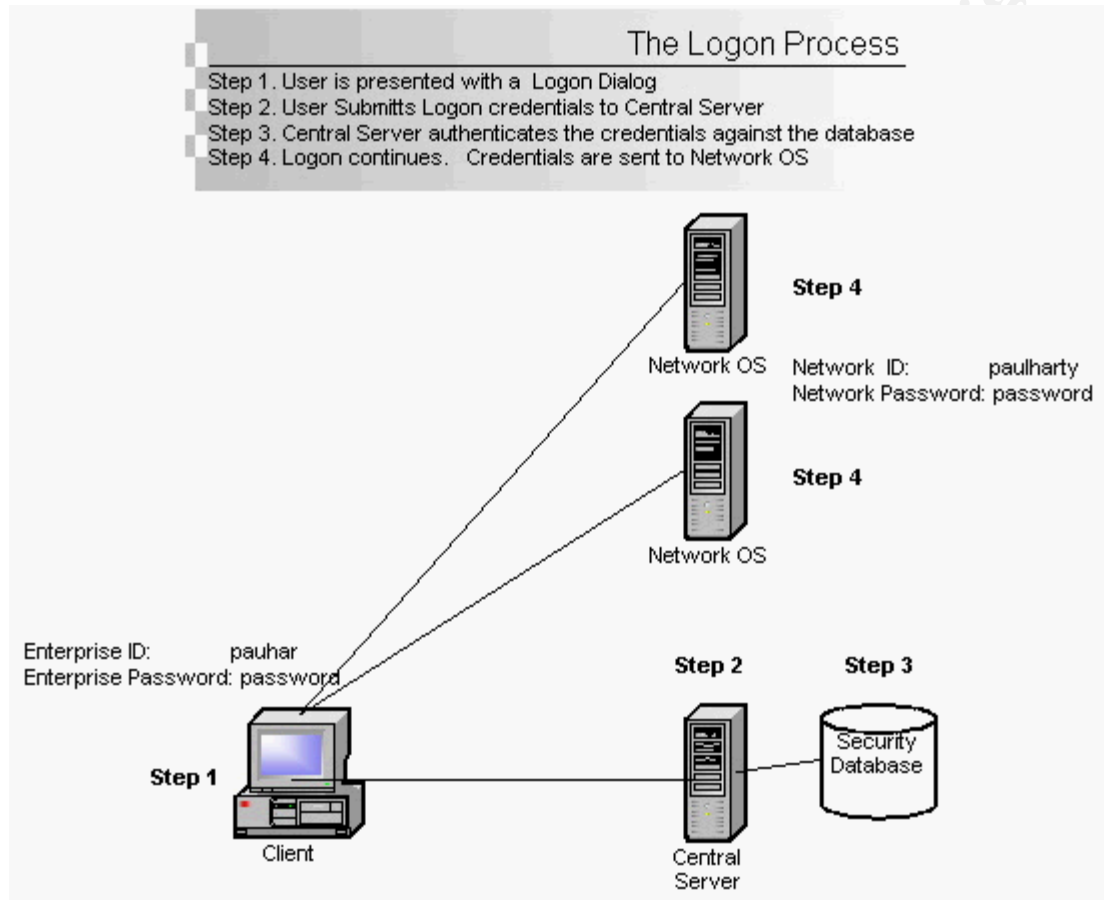 The Logon Process
Step 1. User is presented with a Logon Dialog
Step 2. User Submitts Logon credentials to Central Server
Step 3. Central Server authenticates the credentials against the database
Step 4. Logon continues. Credentials are sent to Network OS
Step 4
Network OS
Network ID: paulharty
Network Password: password
Step 4
Network OS
Enterprise ID: pauhar
Enterprise Password: password
Step 2
Step 3
Security
Database
Step 1
Client
Central
Server